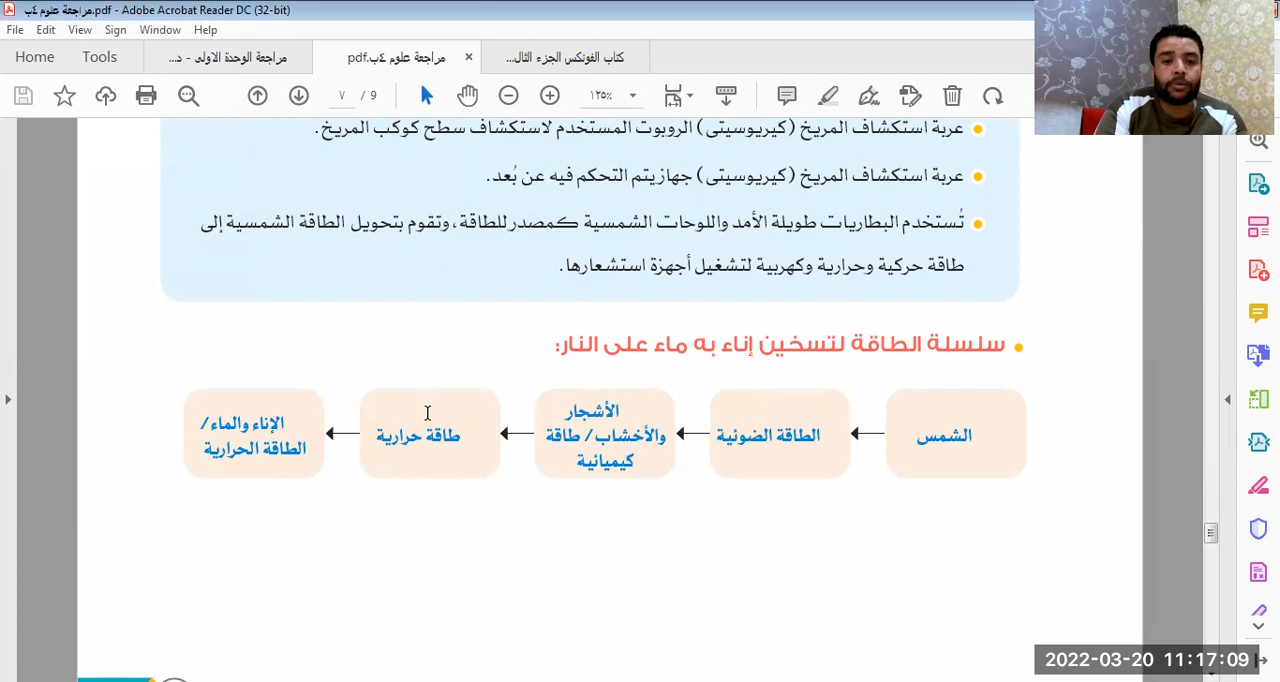 مراجعة علوم ٤ب.pdf - Adobe Acrobat Reader DC (32-bit)
File Edit View Sign Window Help
Home Tools مراجعة الوحدة الاولى - د... مراجعة علوم ٤ب.pdf × كتاب الفونكس الجزء الثال...
٧ / 9 ١٢٥%
عربة استكشاف المريخ (كيريوسيتى) الروبوت المستخدم لاستكشاف سطح كوكب المريخ.
عربة استكشاف المريخ (كيريوسيتى) جهاز يتم التحكم فيه عن بُعد.
تُستخدم البطاريات طويلة الأمد واللوحات الشمسية كمصدر للطاقة، وتقوم بتحويل الطاقة الشمسية إلى
طاقة حركية وحرارية وكهربية لتشغيل أجهزة استشعارها.
سلسلة الطاقة لتسخين إناء به ماء على النار:
الشمس
الطاقة الضوئية
الأشجار
والأخشاب/ طاقة
كيميائية
طاقة حرارية
الإناء والماء/
الطاقة الحرارية
2022-03-20 11:17:09